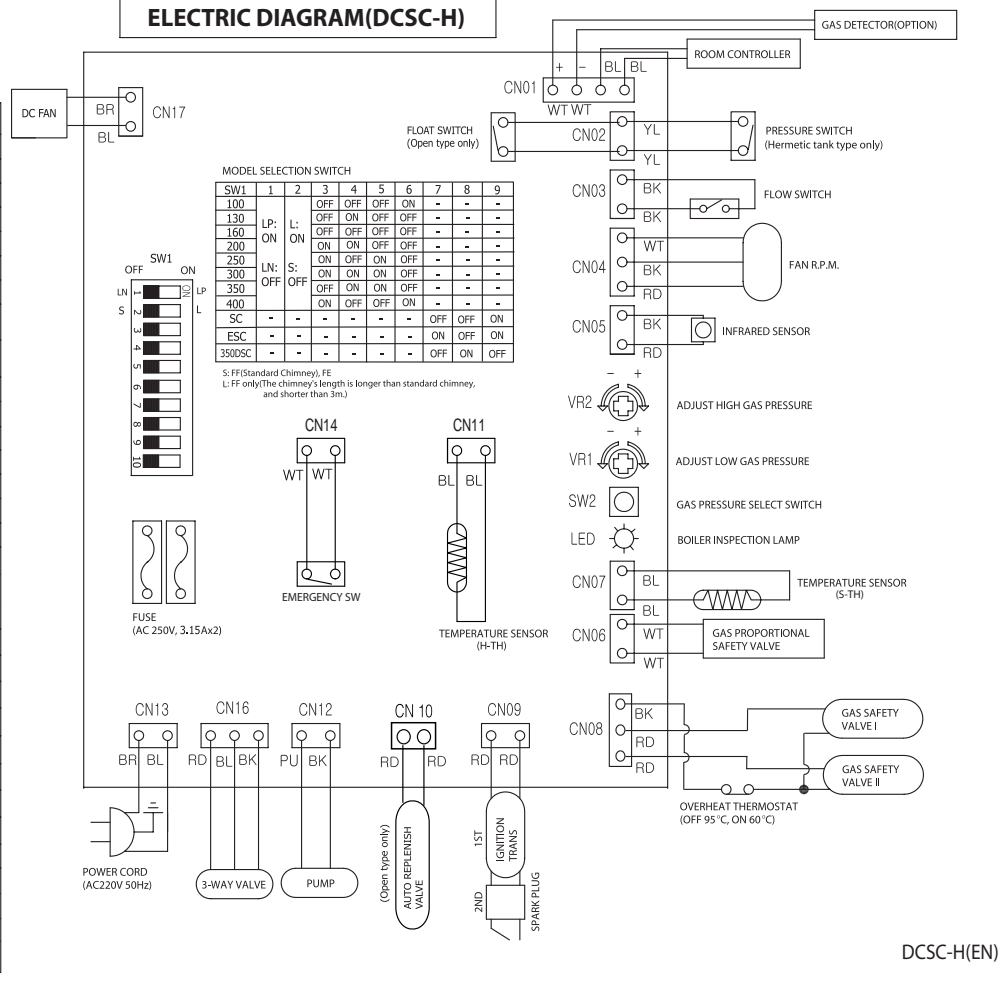 ELECTRIC DIAGRAM(DCSC-H)
GAS DETECTOR(OPTION)
ROOM CONTROLLER
+ − BL BL
CN01
WT WT
DC FAN
BR
BL
CN17
FLOAT SWITCH
(Open type only)
CN02
YL
YL
PRESSURE SWITCH
(Hermetic tank type only)
CN03
BK
BK
FLOW SWITCH
CN04
WT
BK
RD
FAN R.P.M.
CN05
BK
RD
INFRARED SENSOR
MODEL SELECTION SWITCH
SW1 1 2 3 4 5 6 7 8 9
100 OFF OFF OFF ON - - -
130 OFF ON OFF OFF - - -
160 OFF OFF OFF OFF - - -
200 ON ON OFF OFF - - -
250 ON OFF ON OFF - - -
300 ON ON ON OFF - - -
350 OFF ON ON OFF - - -
400 ON OFF OFF ON - - -
LP: ON
LN: OFF
L: ON
S: OFF
SC - - - - - - OFF OFF ON
ESC - - - - - - ON OFF ON
350DSC - - - - - - OFF ON OFF
S: FF(Standard Chimney), FE
L: FF only(The chimney's length is longer than standard chimney,
and shorter than 3m.)
SW1
OFF ON
LN 1 ON LP
S 2 L
3
4
5
6
7
8
9
10
− +
VR2
ADJUST HIGH GAS PRESSURE
− +
VR1
ADJUST LOW GAS PRESSURE
SW2
GAS PRESSURE SELECT SWITCH
LED
BOILER INSPECTION LAMP
CN14
WT WT
EMERGENCY SW
CN11
BL BL
TEMPERATURE SENSOR
(H-TH)
FUSE
(AC 250V, 3.15Ax2)
CN07
BL
BL
TEMPERATURE SENSOR
(S-TH)
CN06
WT
WT
GAS PROPORTIONAL
SAFETY VALVE
CN08
BK
RD
RD
GAS SAFETY
VALVE I
GAS SAFETY
VALVE II
OVERHEAT THERMOSTAT
(OFF 95°C, ON 60°C)
CN13
BR BL
POWER CORD
(AC220V 50Hz)
CN16
RD BL BK
3-WAY VALVE
CN12
PU BK
PUMP
CN 10
RD RD
(Open type only)
AUTO REPLENISH
VALVE
CN09
RD RD
1ST
IGNITION
TRANS
2ND
SPARK PLUG
DCSC-H(EN)